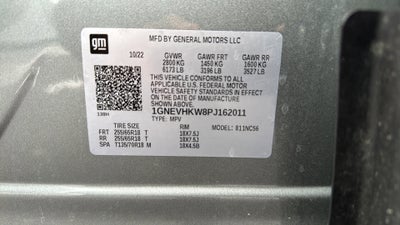 gm
MFD BY GENERAL MOTORS LLC
10/22 GVWR GAWR FRT GAWR RR
2800 KG 1450 KG 1600 KG
6173 LB 3196 LB 3527 LB
THIS VEHICLE CONFORMS TO ALL
APPLICABLE U.S. FEDERAL MOTOR
VEHICLE SAFETY STANDARDS IN
EFFECT ON THE DATE OF
MANUFACTURE SHOWN ABOVE.
1GNEVHKW8PJ162011
TYPE: MPV
TIRE SIZE RIM MODEL: 811NC56
FRT 255/65R18 T 18X7.5J
RR 255/65R18 T 18X7.5J
SPA T135/70R18 M 18X4.5B